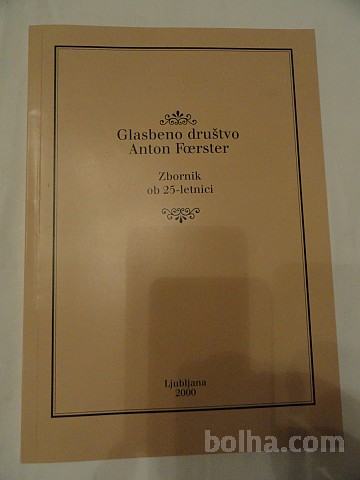 Glasbeno društvo
Anton Fœrster
Zbornik
ob 25-letnici
Ljubljana
2000
bolha.com